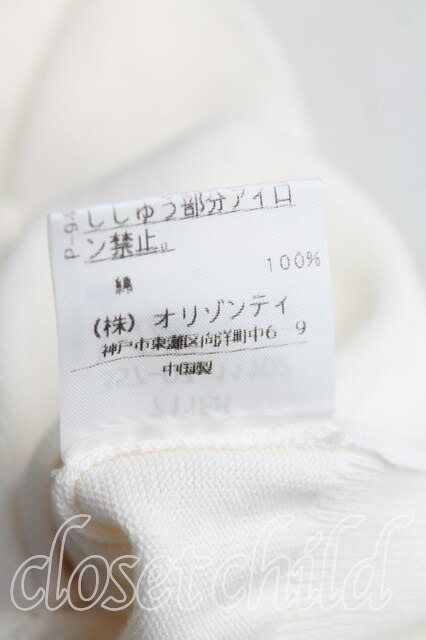 P-9
ししゅう部分アイロ
ン禁止。
綿 100%
(株) オリゾンティ
神戸市東灘区向洋町中6 9
中国製
closet child